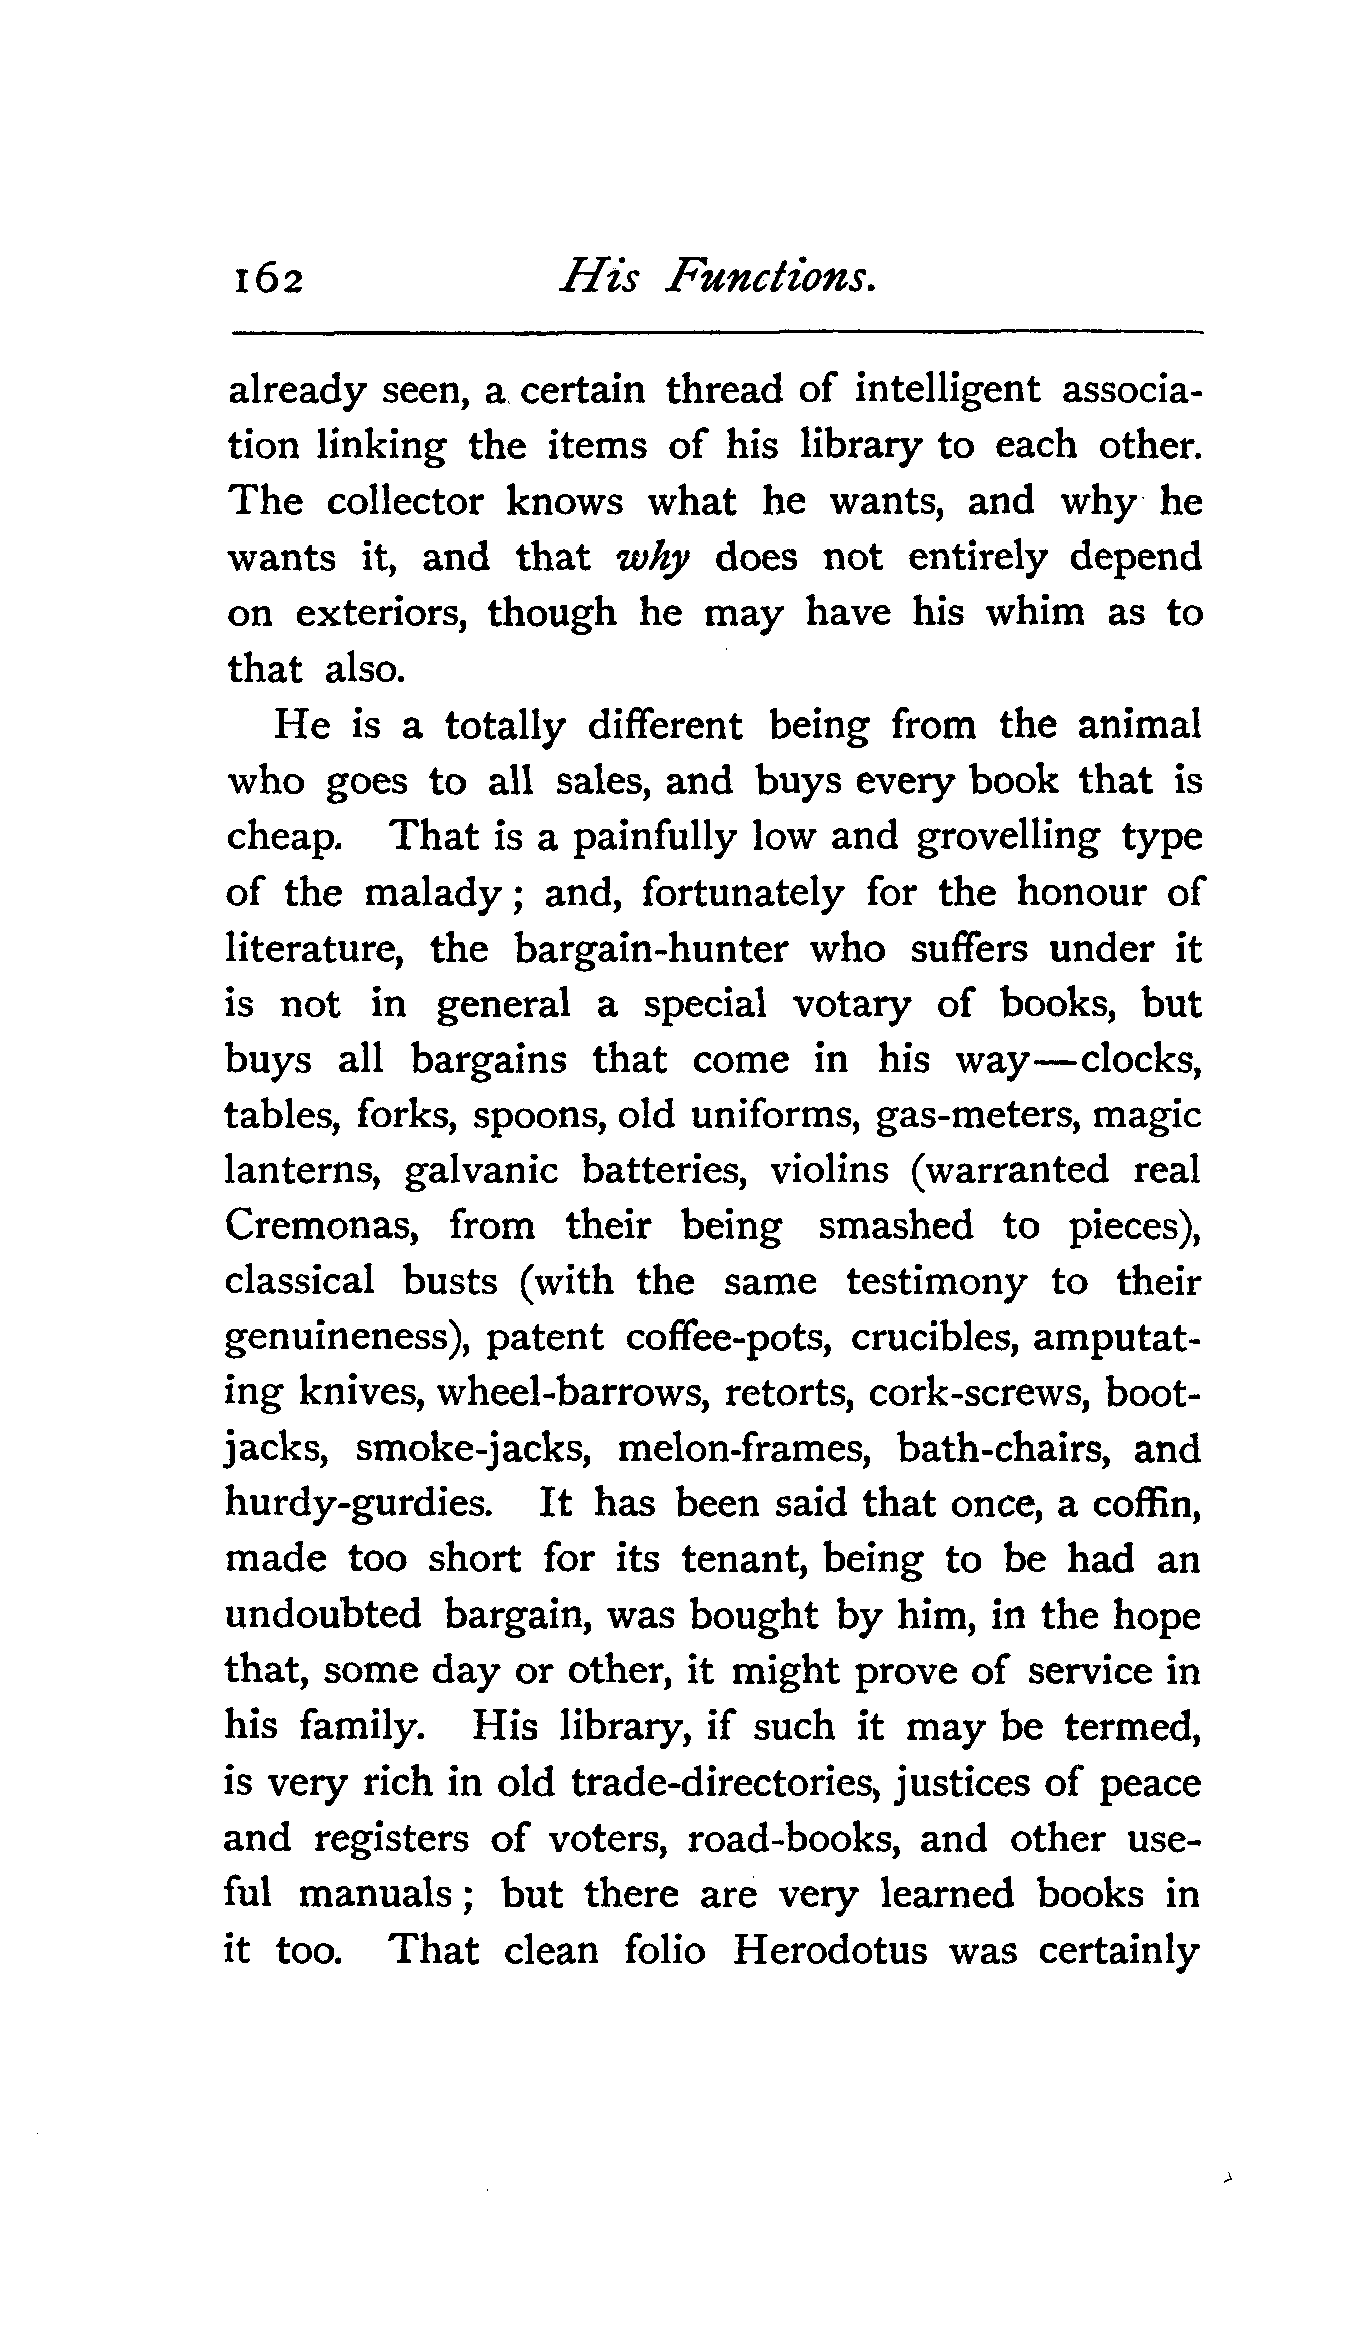 162 His Functions.
already seen, a certain thread of intelligent associa-
tion linking the items of his library to each other.
The collector knows what he wants, and why he
wants it, and that why does not entirely depend
on exteriors, though he may have his whim as to
that also.
He is a totally different being from the animal
who goes to all sales, and buys every book that is
cheap. That is a painfully low and grovelling type
of the malady ; and, fortunately for the honour of
literature, the bargain-hunter who suffers under it
is not in general a special votary of books, but
buys all bargains that come in his way—clocks,
tables, forks, spoons, old uniforms, gas-meters, magic
lanterns, galvanic batteries, violins (warranted real
Cremonas, from their being smashed to pieces),
classical busts (with the same testimony to their
genuineness), patent coffee-pots, crucibles, amputat-
ing knives, wheel-barrows, retorts, cork-screws, boot-
jacks, smoke-jacks, melon-frames, bath-chairs, and
hurdy-gurdies. It has been said that once, a coffin,
made too short for its tenant, being to be had an
undoubted bargain, was bought by him, in the hope
that, some day or other, it might prove of service in
his family. His library, if such it may be termed,
is very rich in old trade-directories, justices of peace
and registers of voters, road-books, and other use-
ful manuals ; but there are very learned books in
it too. That clean folio Herodotus was certainly